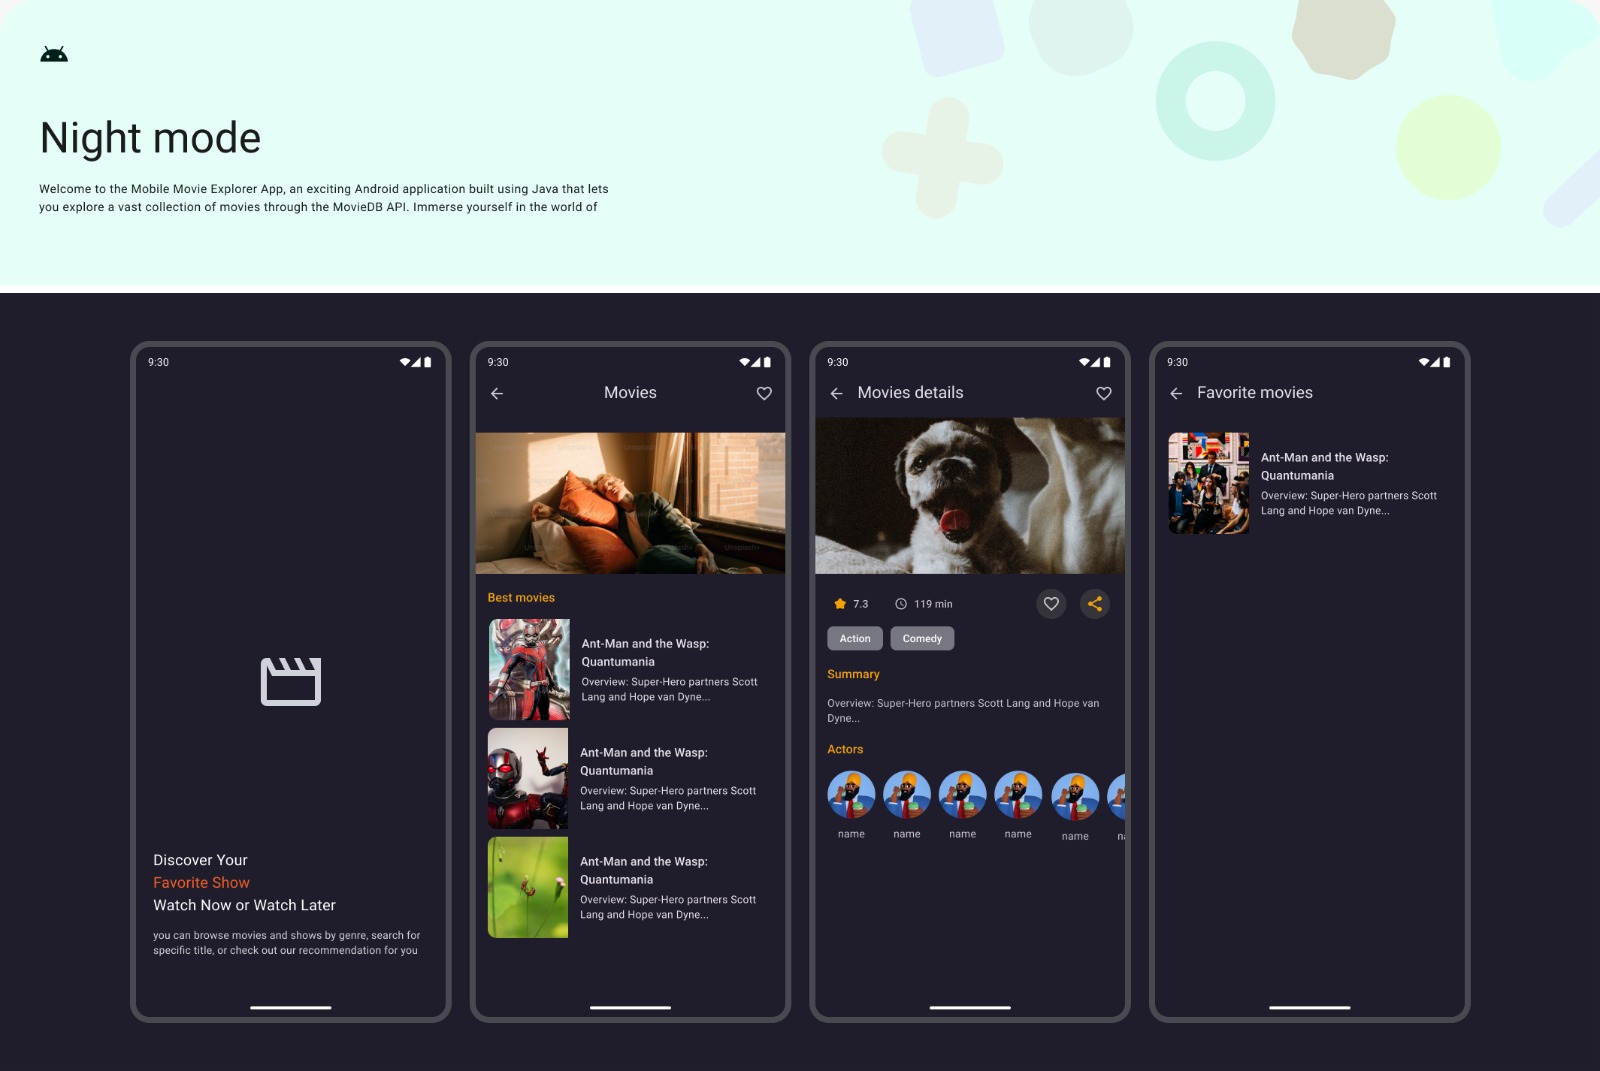 Night mode
Welcome to the Mobile Movie Explorer App, an exciting Android application built using Java that lets
you explore a vast collection of movies through the MovieDB API. Immerse yourself in the world of
9:30
Discover Your
Favorite Show
Watch Now or Watch Later
you can browse movies and shows by genre, search for
specific title, or check out our recommendation for you
9:30
Movies
Unsplash+
Unsplash+
Best movies
Ant-Man and the Wasp:
Quantumania
Overview: Super-Hero partners Scott
Lang and Hope van Dyne...
Ant-Man and the Wasp:
Quantumania
Overview: Super-Hero partners Scott
Lang and Hope van Dyne...
Ant-Man and the Wasp:
Quantumania
Overview: Super-Hero partners Scott
Lang and Hope van Dyne...
9:30
Movies details
7.3 119 min
Action Comedy
Summary
Overview: Super-Hero partners Scott Lang and Hope van
Dyne...
Actors
name name name name name
9:30
Favorite movies
Ant-Man and the Wasp:
Quantumania
Overview: Super-Hero partners Scott
Lang and Hope van Dyne...